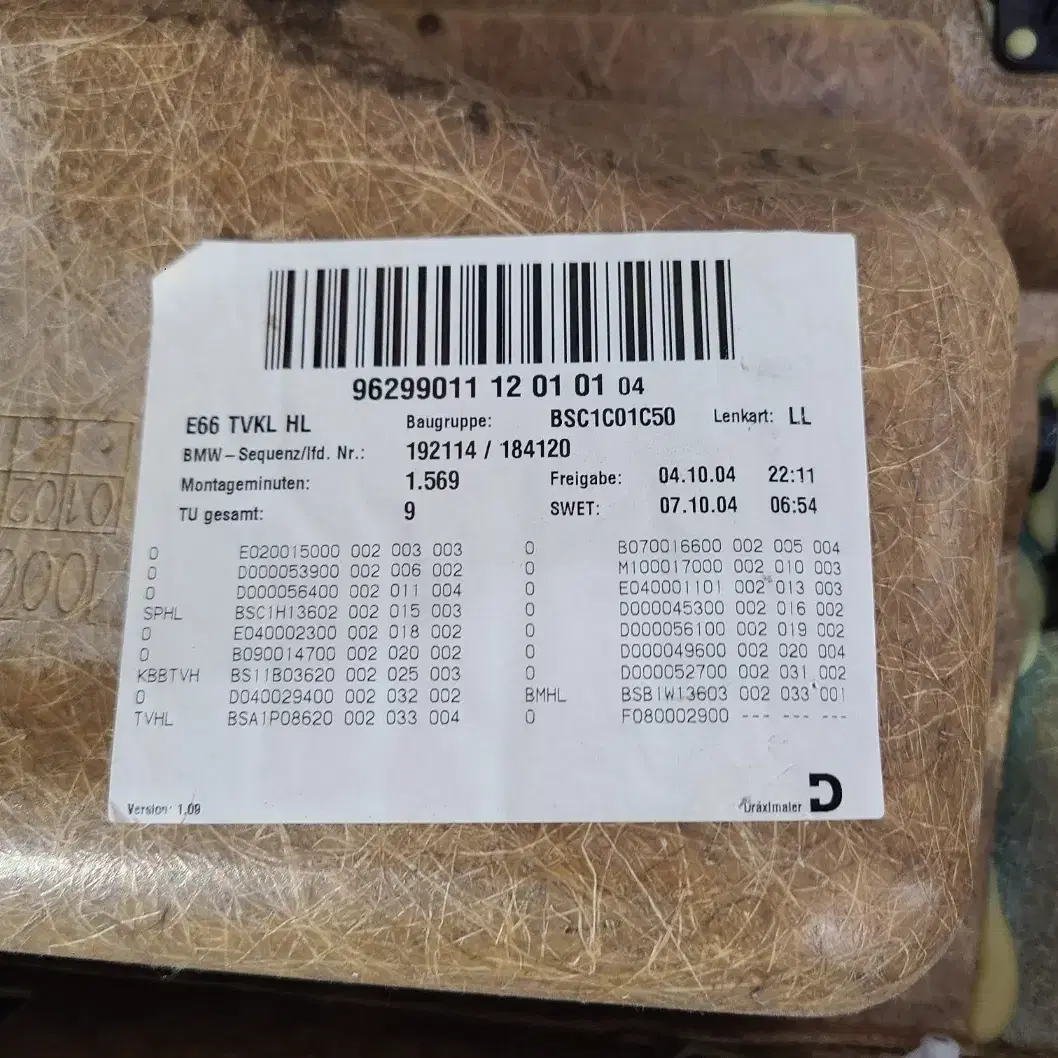 96299011 12 01 01 04
E66 TVKL HL Baugruppe: BSC1C01C50 Lenkart: LL
BMW-Sequenz/lfd. Nr.: 192114 / 184120
Montageminuten: 1.569 Freigabe: 04.10.04 22:11
TU gesamt: 9 SWET: 07.10.04 06:54
0 E020015000 002 003 003 0 B070016600 002 005 004
0 D000053900 002 006 002 0 M100017000 002 010 003
0 D000056400 002 011 004 0 E040001101 002 013 003
SPHL BSC1H13602 002 015 003 0 D000045300 002 016 002
0 E040002300 002 018 002 0 D000056100 002 019 002
0 B090014700 002 020 002 0 D000049600 002 020 004
KBBTVH BS11B03620 002 025 003 0 D000052700 002 031 002
0 D040029400 002 032 002 BMHL BSB1W13603 002 033 001
TVHL BSA1P08620 002 033 004 0 F080002900 --- --- ---
Version: 1.09 Dräxlmaier D